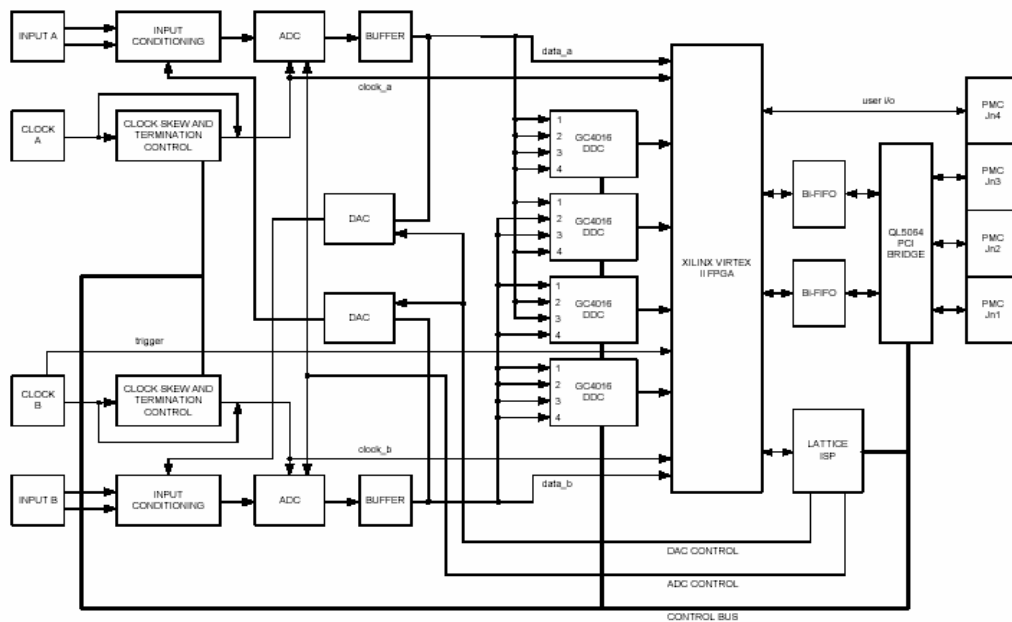 INPUT A
INPUT
CONDITIONING
ADC
BUFFER
data_a
clock_a
user i/o
CLOCK
A
CLOCK SKEW AND
TERMINATION
CONTROL
1
2
3
4
GC4016
DDC
PMC
Jn4
PMC
Jn3
PMC
Jn2
PMC
Jn1
DAC
1
2
3
4
GC4016
DDC
XILINX VIRTEX
II FPGA
BI-FIFO
QL5064
PCI
BRIDGE
DAC
1
2
3
4
GC4016
DDC
BI-FIFO
trigger
CLOCK
B
CLOCK SKEW AND
TERMINATION
CONTROL
1
2
3
4
GC4016
DDC
clock_b
LATTICE
ISP
INPUT B
INPUT
CONDITIONING
ADC
BUFFER
data_b
DAC CONTROL
ADC CONTROL
CONTROL BUS